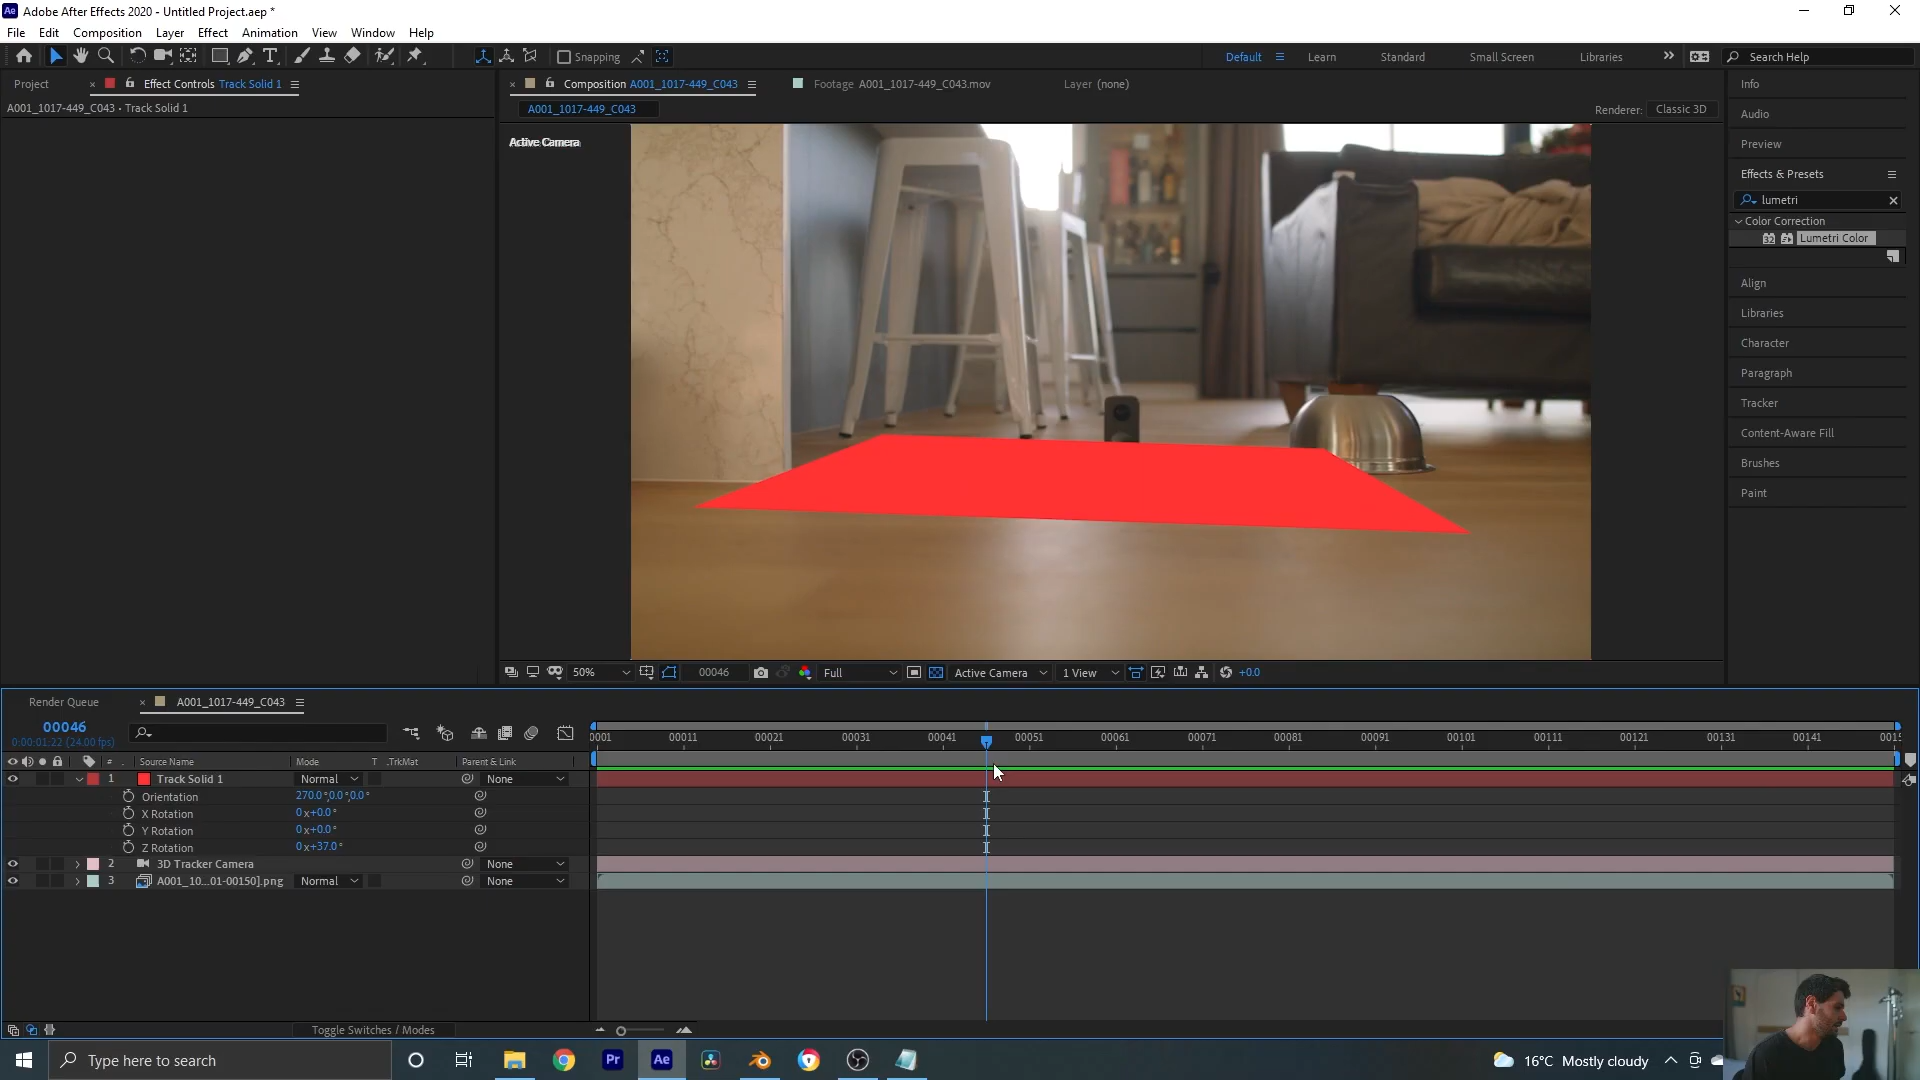 Adobe After Effects 2020 - Untitled Project.aep *
File Edit Composition Layer Effect Animation View Window Help
Snapping
Default Learn Standard Small Screen Libraries
Search Help
Project Effect Controls Track Solid 1
A001_1017-449_C043 • Track Solid 1
Composition A001_1017-449_C043 Footage A001_1017-449_C043.mov Layer (none)
A001_1017-449_C043
Renderer: Classic 3D
Active Camera
50% 00046 Full Active Camera 1 View +0.0
Info
Audio
Preview
Effects & Presets
lumetri
Color Correction
Lumetri Color
Align
Libraries
Character
Paragraph
Tracker
Content-Aware Fill
Brushes
Paint
Render Queue A001_1017-449_C043
00046
0:00:01:22 (24.00 fps)
0001 00011 00021 00031 00041 00051 00061 00071 00081 00091 00101 00111 00121 00131 00141 0015
# Source Name Mode T .TrkMat Parent & Link
1 Track Solid 1 Normal None
Orientation 270.0°,0.0°,0.0°
X Rotation 0x+0.0°
Y Rotation 0x+0.0°
Z Rotation 0x+37.0°
2 3D Tracker Camera None
3 A001_10...01-00150].png Normal None
Toggle Switches / Modes
Type here to search
Pr
Ae
16°C Mostly cloudy